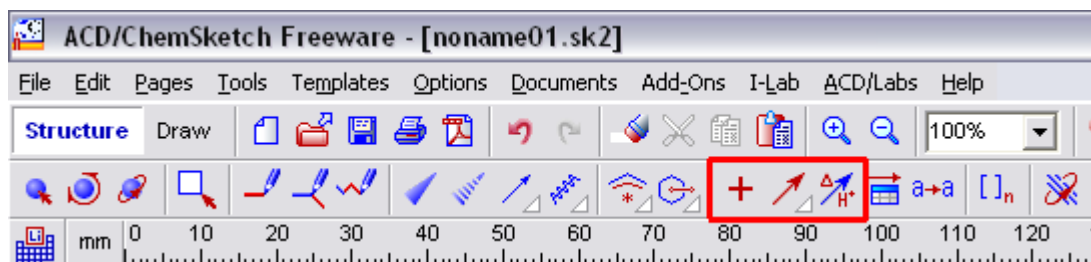 ACD/ChemSketch Freeware - [noname01.sk2]
File Edit Pages Tools Templates Options Documents Add-Ons I-Lab ACD/Labs Help
Structure Draw 100%
+ Δ H+ a→a [ ]n
Li mm 0 10 20 30 40 50 60 70 80 90 100 110 120